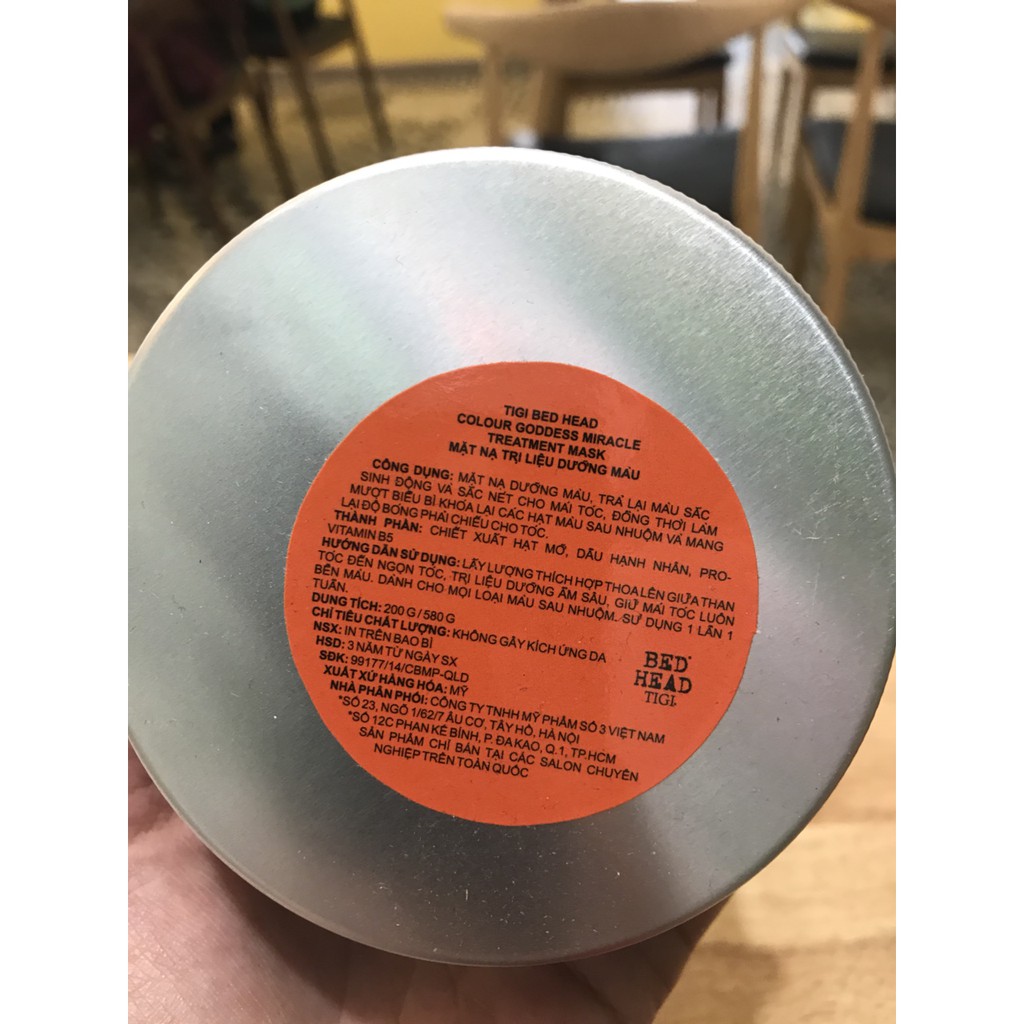 TIGI BED HEAD
COLOUR GODDESS MIRACLE
TREATMENT MASK
MẶT NẠ TRỊ LIỆU DƯỠNG MÀU
CÔNG DỤNG: MẶT NẠ DƯỠNG MÀU, TRẢ LẠI MÀU SẮC
SINH ĐỘNG VÀ SẮC NÉT CHO MÁI TÓC, ĐỒNG THỜI LÀM
MƯỢT BIỂU BÌ KHÓA LẠI CÁC HẠT MÀU SAU NHUỘM VÀ MANG
LẠI ĐỘ BÓNG PHẢI CHIẾU CHO TÓC.
THÀNH PHẦN: CHIẾT XUẤT HẠT MƠ, DẦU HẠNH NHÂN, PRO-
VITAMIN B5
HƯỚNG DẪN SỬ DỤNG: LẤY LƯỢNG THÍCH HỢP THOA LÊN GIỮA THÂN
TÓC ĐẾN NGỌN TÓC, TRỊ LIỆU DƯỠNG ẨM SÂU, GIỮ MÁI TÓC LUÔN
BỀN MÀU. DÀNH CHO MỌI LOẠI MÀU SAU NHUỘM. SỬ DỤNG 1 LẦN 1
TUẦN.
DUNG TÍCH: 200 G / 580 G
CHỈ TIÊU CHẤT LƯỢNG: KHÔNG GÂY KÍCH ỨNG DA
NSX: IN TRÊN BAO BÌ
HSD: 3 NĂM TỪ NGÀY SX
SĐK: 99177/14/CBMP-QLD
XUẤT XỨ HÀNG HÓA: MỸ
NHÀ PHÂN PHỐI: CÔNG TY TNHH MỸ PHẨM SỐ 3 VIỆT NAM
*SỐ 23, NGÕ 1/62/7 ÂU CƠ, TÂY HỒ, HÀ NỘI
*SỐ 12C PHAN KẾ BÍNH, P. ĐA KAO, Q.1, TP.HCM
SẢN PHẨM CHỈ BÁN TẠI CÁC SALON CHUYÊN
NGHIỆP TRÊN TOÀN QUỐC
BED
HEAD
TIGI